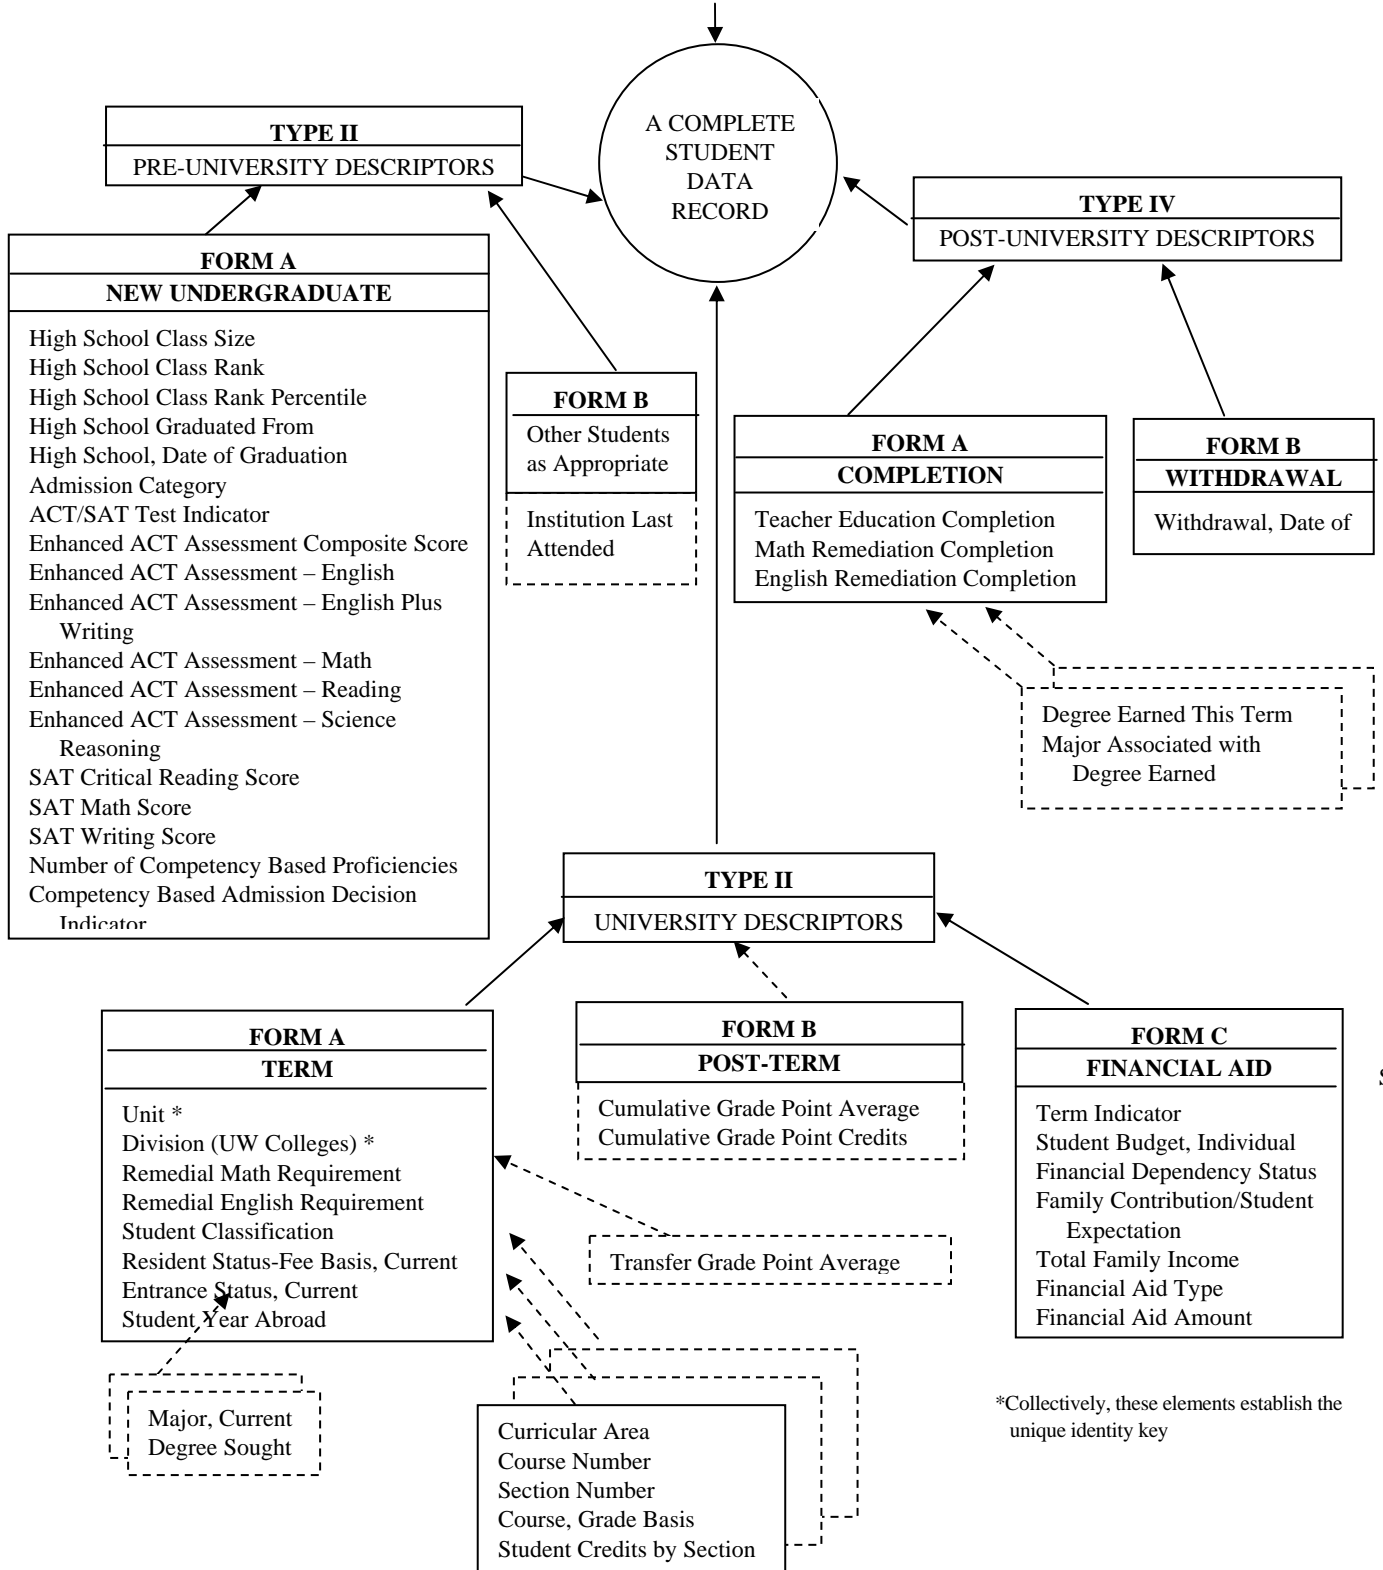 A COMPLETE
STUDENT
DATA
RECORD
TYPE II
PRE-UNIVERSITY DESCRIPTORS
TYPE IV
POST-UNIVERSITY DESCRIPTORS
FORM A
NEW UNDERGRADUATE
High School Class Size
High School Class Rank
High School Class Rank Percentile
High School Graduated From
High School, Date of Graduation
Admission Category
ACT/SAT Test Indicator
Enhanced ACT Assessment Composite Score
Enhanced ACT Assessment – English
Enhanced ACT Assessment – English Plus
Writing
Enhanced ACT Assessment – Math
Enhanced ACT Assessment – Reading
Enhanced ACT Assessment – Science
Reasoning
SAT Critical Reading Score
SAT Math Score
SAT Writing Score
Number of Competency Based Proficiencies
Competency Based Admission Decision
Indicator
FORM B
Other Students
as Appropriate
Institution Last
Attended
FORM A
COMPLETION
Teacher Education Completion
Math Remediation Completion
English Remediation Completion
FORM B
WITHDRAWAL
Withdrawal, Date of
Degree Earned This Term
Major Associated with
Degree Earned
TYPE II
UNIVERSITY DESCRIPTORS
FORM A
TERM
Unit *
Division (UW Colleges) *
Remedial Math Requirement
Remedial English Requirement
Student Classification
Resident Status-Fee Basis, Current
Entrance Status, Current
Student Year Abroad
FORM B
POST-TERM
Cumulative Grade Point Average
Cumulative Grade Point Credits
Transfer Grade Point Average
FORM C
FINANCIAL AID
Term Indicator
Student Budget, Individual
Financial Dependency Status
Family Contribution/Student
Expectation
Total Family Income
Financial Aid Type
Financial Aid Amount
S
Major, Current
Degree Sought
Curricular Area
Course Number
Section Number
Course, Grade Basis
Student Credits by Section
*Collectively, these elements establish the
unique identity key